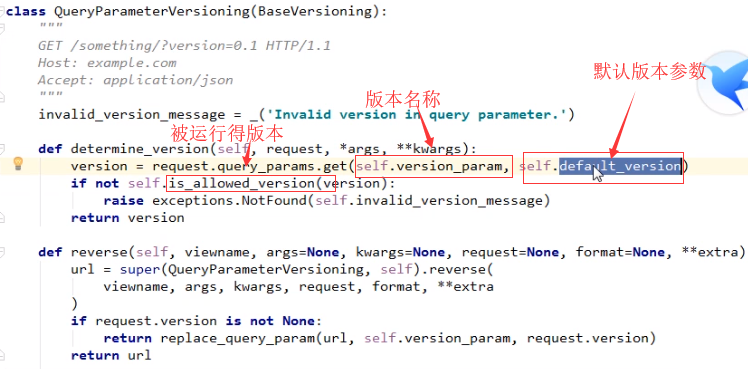 class QueryParameterVersioning(BaseVersioning):
"""
GET /something/?version=0.1 HTTP/1.1
Host: example.com
Accept: application/json
"""
invalid_version_message = _('Invalid version in query parameter.')
版本名称
默认版本参数
被运行得版本
def determine_version(self, request, *args, **kwargs):
version = request.query_params.get(self.version_param, self.default_version)
if not self.is_allowed_version(version):
raise exceptions.NotFound(self.invalid_version_message)
return version
def reverse(self, viewname, args=None, kwargs=None, request=None, format=None, **extra)
url = super(QueryParameterVersioning, self).reverse(
viewname, args, kwargs, request, format, **extra
)
if request.version is not None:
return replace_query_param(url, self.version_param, request.version)
return url